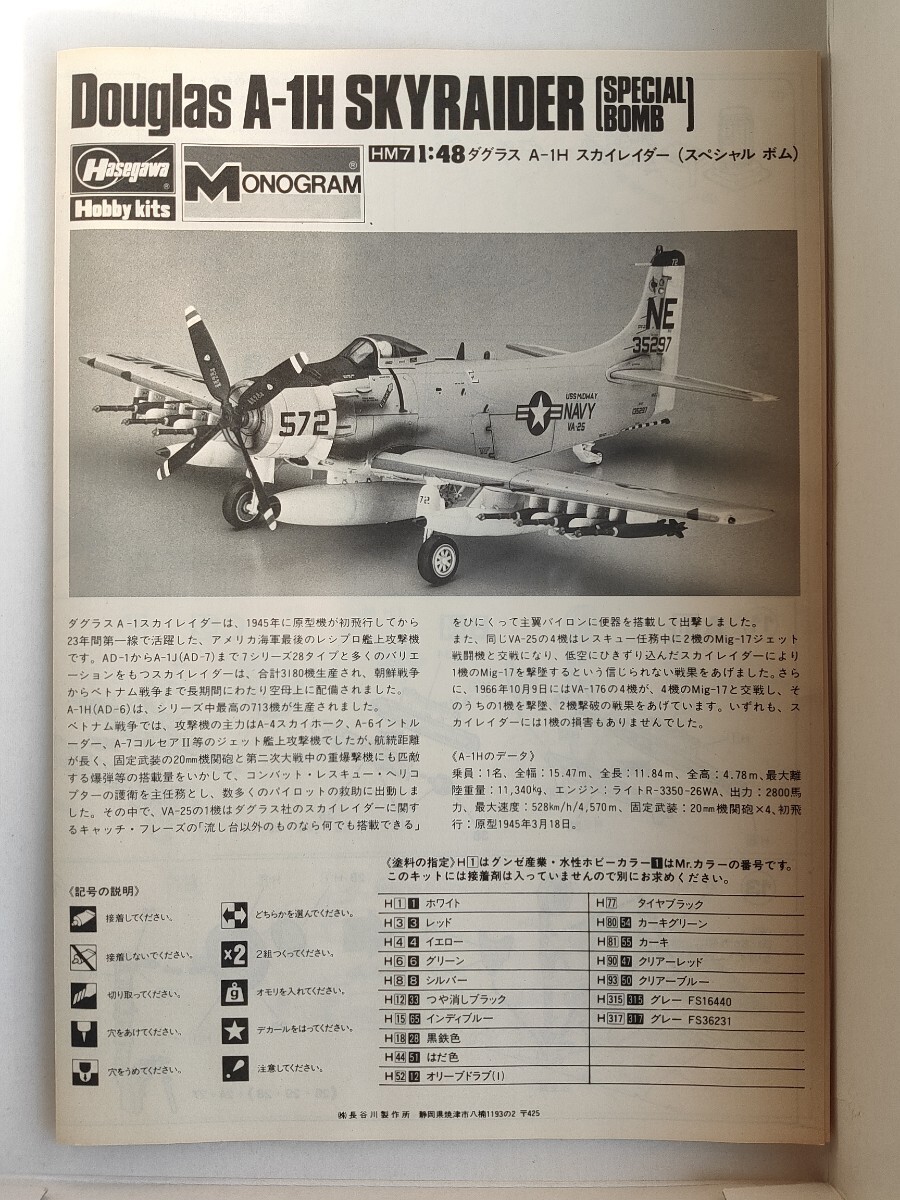 Douglas A-1H SKYRAIDER [SPECIAL BOMB]
Hasegawa
Hobby kits
MONOGRAM
HM7 1:48 ダグラス A-1H スカイレイダー (スペシャル ボム)
72
NE
35297
572
USS MIDWAY
NAVY
VA-25
72
ダグラスA-1スカイレイダーは、1945年に原型機が初飛行してから
23年間第一線で活躍した、アメリカ海軍最後のレシプロ艦上攻撃機
です。AD-1からA-1J(AD-7)まで7シリーズ28タイプと多くのバリエ
ーションをもつスカイレイダーは、合計3180機生産され、朝鮮戦争
からベトナム戦争まで長期間にわたり空母上に配備されました。
A-1H(AD-6)は、シリーズ中最高の713機が生産されました。
ベトナム戦争では、攻撃機の主力はA-4スカイホーク、A-6イントル
ーダー、A-7コルセアII等のジェット艦上攻撃機でしたが、航続距離
が長く、固定武装の20mm機関砲と第二次大戦中の重爆撃機にも匹敵
する爆弾等の搭載量をいかして、コンバット・レスキュー・ヘリコ
プターの護衛を主任務とし、数多くのパイロットの救助に出動しま
した。その中で、VA-25の1機はダグラス社のスカイレイダーに関す
るキャッチ・フレーズの「流し台以外のものなら何でも搭載できる」
をひにくって主翼パイロンに便器を搭載して出撃しました。
また、同じVA-25の4機はレスキュー任務中に2機のMig-17ジェット
戦闘機と交戦になり、低空にひきずり込んだスカイレイダーにより
1機のMig-17を撃墜するという信じられない戦果をあげました。さら
に、1966年10月9日にはVA-176の4機が、4機のMig-17と交戦し、そ
のうちの1機を撃墜、2機撃破の戦果をあげています。いずれも、ス
カイレイダーには1機の損害もありませんでした。
《A-1Hのデータ》
乗員：1名、全幅：15.47m、全長：11.84m、全高：4.78m、最大離
陸重量：11,340kg、エンジン：ライトR-3350-26WA、出力：2800馬
力、最大速度：528km/h/4,570m、固定武装：20mm機関砲×4、初飛
行：原型1945年3月18日。
《塗料の指定》H1はグンゼ産業・水性ホビーカラー1はMr.カラーの番号です。
このキットには接着剤は入っていませんので別にお求めください。
《記号の説明》
接着してください。
接着しないでください。
切り取ってください。
穴をあけてください。
穴をうめてください。
どちらかを選んでください。
×2 2組つくってください。
g オモリを入れてください。
デカールをはってください。
注意してください。
H1 1 ホワイト
H3 3 レッド
H4 4 イエロー
H6 6 グリーン
H8 8 シルバー
H12 33 つや消しブラック
H15 65 インディブルー
H18 28 黒鉄色
H44 51 はだ色
H52 12 オリーブドラブ(1)
H77 タイヤブラック
H80 54 カーキグリーン
H81 55 カーキ
H90 47 クリアーレッド
H93 50 クリアーブルー
H315 315 グレー FS16440
H317 317 グレー FS36231
㈱長谷川製作所 静岡県焼津市八楠1193の2 〒425